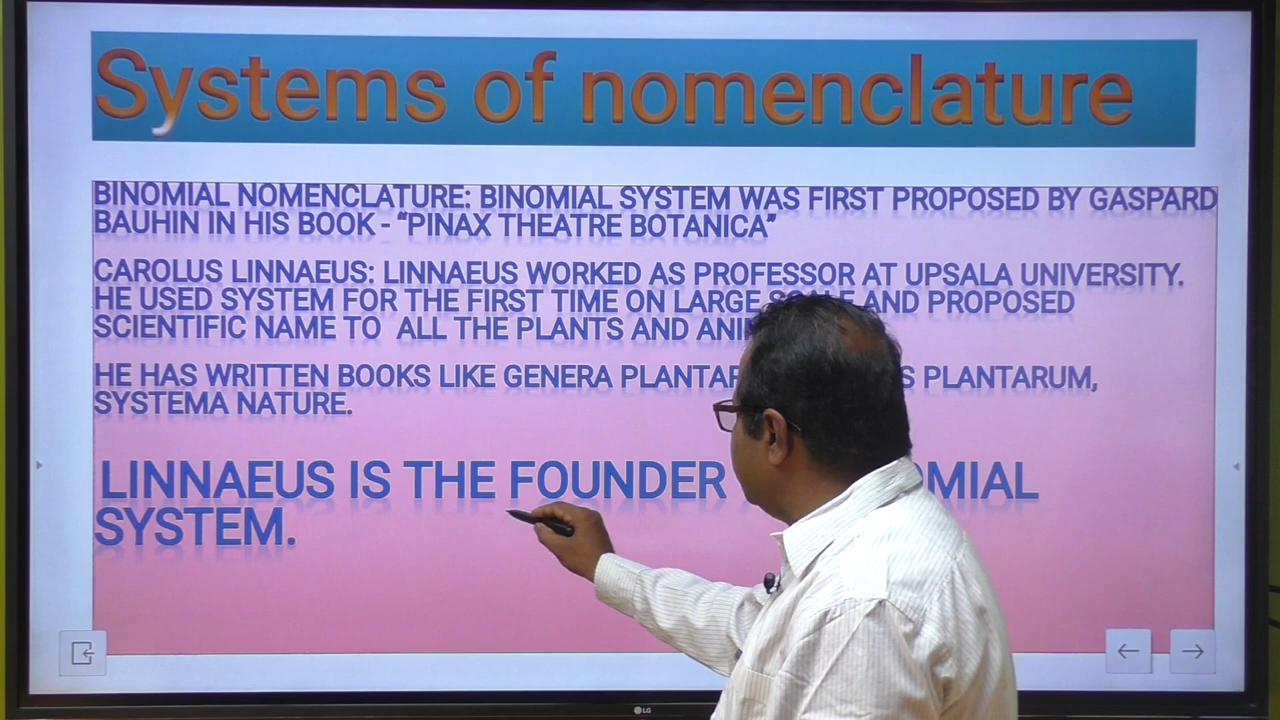 Systems of nomenclature
BINOMIAL NOMENCLATURE: BINOMIAL SYSTEM WAS FIRST PROPOSED BY GASPARD
BAUHIN IN HIS BOOK - “PINAX THEATRE BOTANICA”
CAROLUS LINNAEUS: LINNAEUS WORKED AS PROFESSOR AT UPSALA UNIVERSITY.
HE USED SYSTEM FOR THE FIRST TIME ON LARGE SCALE AND PROPOSED
SCIENTIFIC NAME TO ALL THE PLANTS AND
HE HAS WRITTEN BOOKS LIKE GENERA PLANTARUM, 
SYSTEMA NATURE.
LINNAEUS IS THE FOUNDER
SYSTEM.
LG